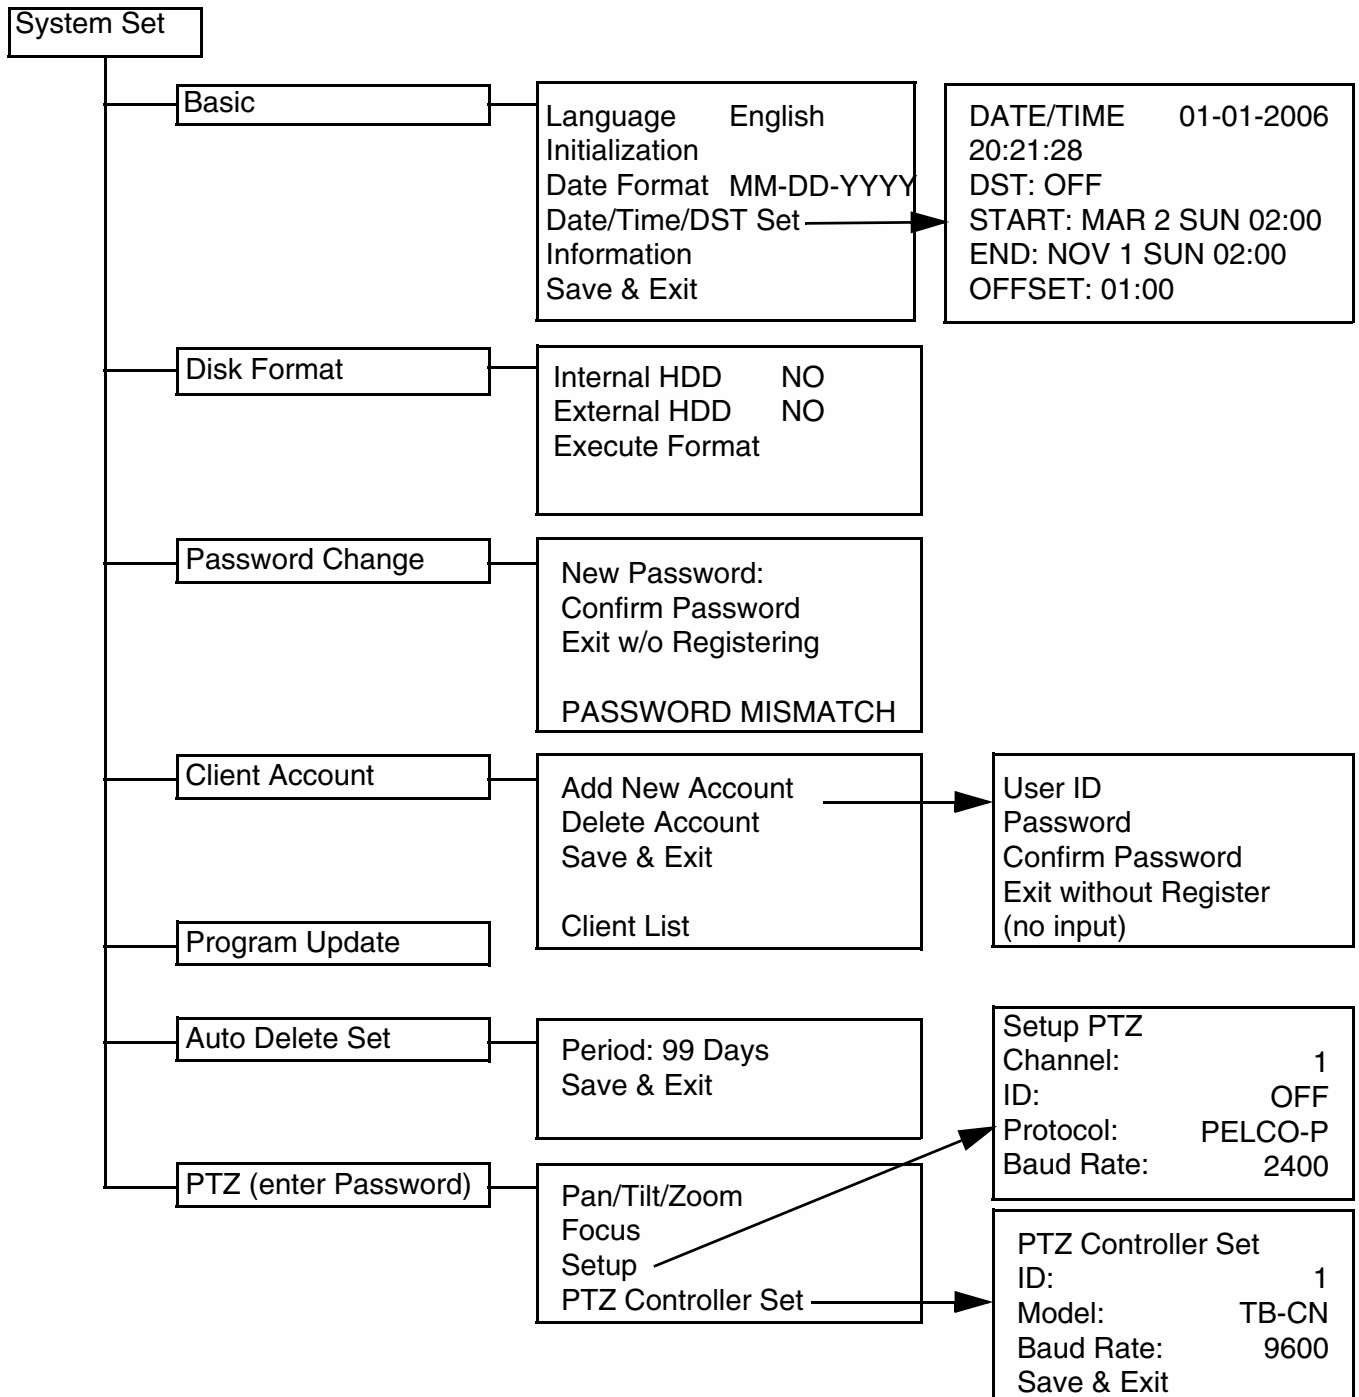 System Set
Basic
Language English
Initialization
Date Format MM-DD-YYYY
Date/Time/DST Set
Information
Save & Exit
DATE/TIME 01-01-2006
20:21:28
DST: OFF
START: MAR 2 SUN 02:00
END: NOV 1 SUN 02:00
OFFSET: 01:00
Disk Format
Internal HDD NO
External HDD NO
Execute Format
Password Change
New Password:
Confirm Password
Exit w/o Registering
PASSWORD MISMATCH
Client Account
Add New Account
Delete Account
Save & Exit
Client List
User ID
Password
Confirm Password
Exit without Register
(no input)
Program Update
Auto Delete Set
Period: 99 Days
Save & Exit
PTZ (enter Password)
Pan/Tilt/Zoom
Focus
Setup
PTZ Controller Set
Setup PTZ
Channel: 1
ID: OFF
Protocol: PELCO-P
Baud Rate: 2400
PTZ Controller Set
ID: 1
Model: TB-CN
Baud Rate: 9600
Save & Exit